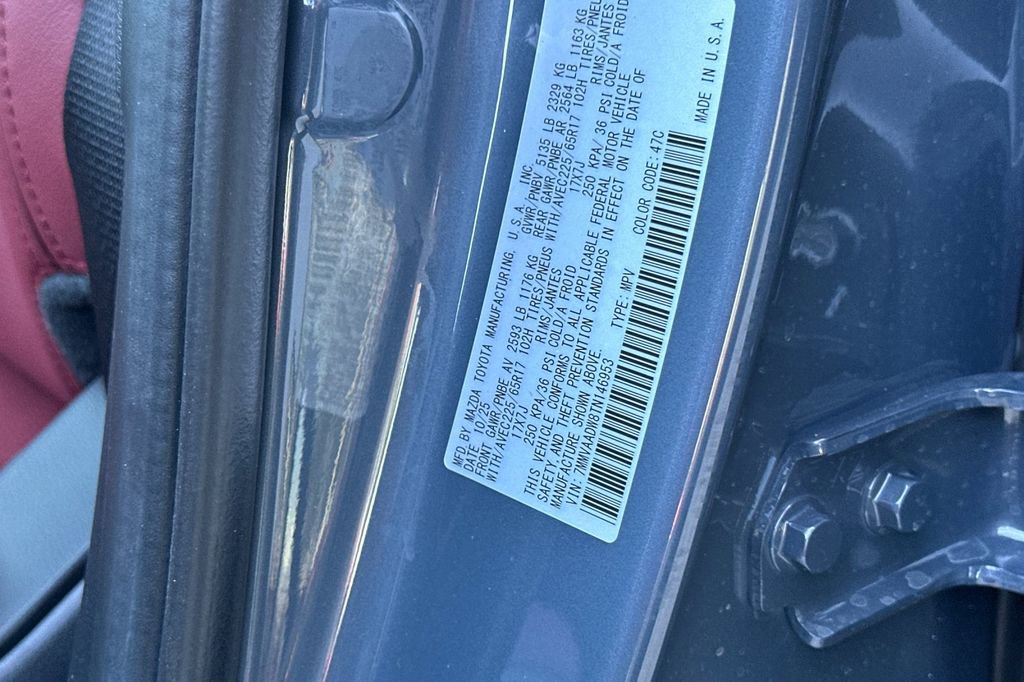 MFD BY MAZDA TOYOTA MANUFACTURING, U.S.A., INC.
DATE 10/25 GVWR/PNBV 5135 LB 2329 KG
FRONT GAWR/PNBE AV 2593 LB 1176 KG REAR GAWR/PNBE AR 2564 LB 1163 KG
WITH/AVEC225/65R17 102H TIRES/PNEUS WITH/AVEC225/65R17 102H TIRES/PNEU
17X7J RIMS/JANTES 17X7J RIMS/JANTES
250 KPA/36 PSI COLD/A FROID 250 KPA/ 36 PSI COLD/A FROID
THIS VEHICLE CONFORMS TO ALL APPLICABLE FEDERAL MOTOR VEHICLE
SAFETY AND THEFT PREVENTION STANDARDS IN EFFECT ON THE DATE OF
MANUFACTURE SHOWN ABOVE
VIN: 7MMVAADW8TN146953 TYPE: MPV COLOR CODE: 47C
MADE IN U.S.A.